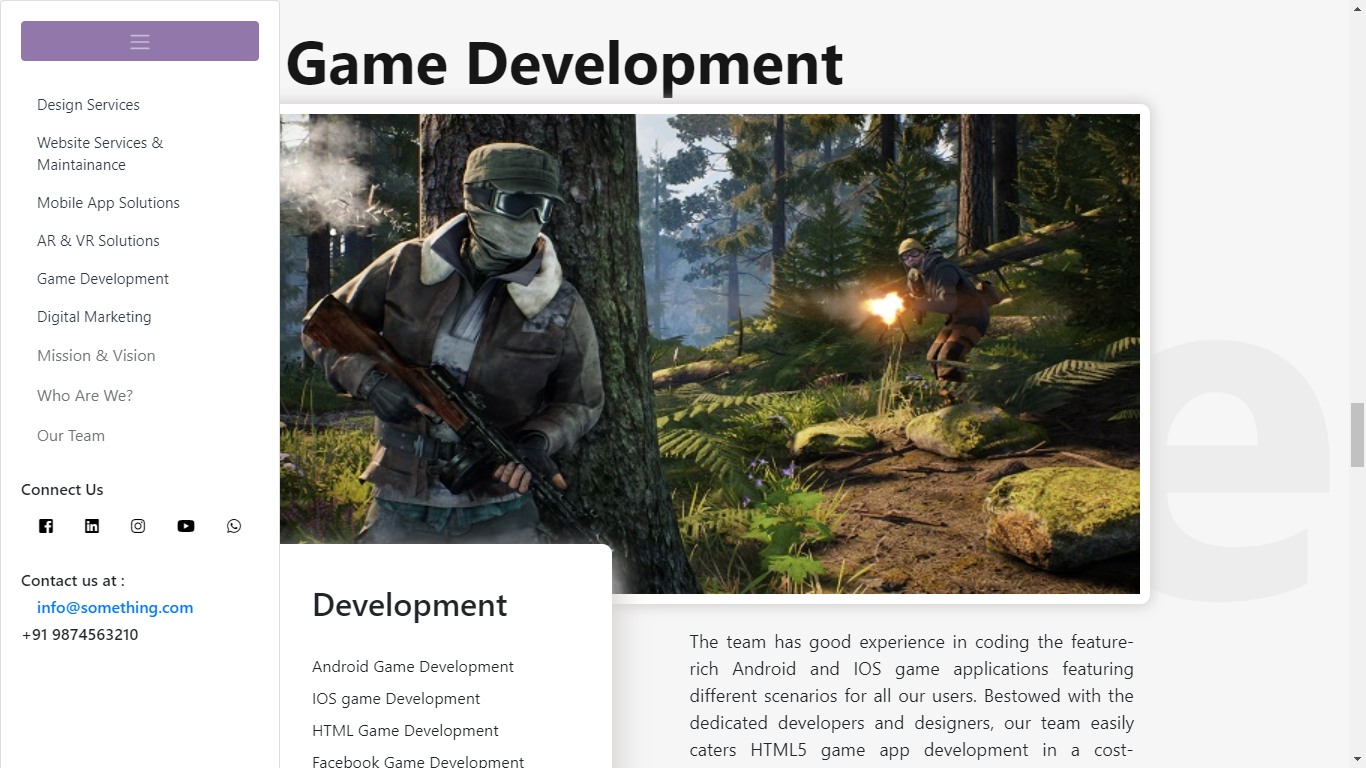 Design Services
Website Services &
Maintainance
Mobile App Solutions
AR & VR Solutions
Game Development
Digital Marketing
Mission & Vision
Who Are We?
Our Team
Connect Us
Contact us at :
info@something.com
+91 9874563210
Game Development
e
Development
Android Game Development
IOS game Development
HTML Game Development
Facebook Game Development
The team has good experience in coding the feature-
rich Android and IOS game applications featuring
different scenarios for all our users. Bestowed with the
dedicated developers and designers, our team easily
caters HTML5 game app development in a cost-